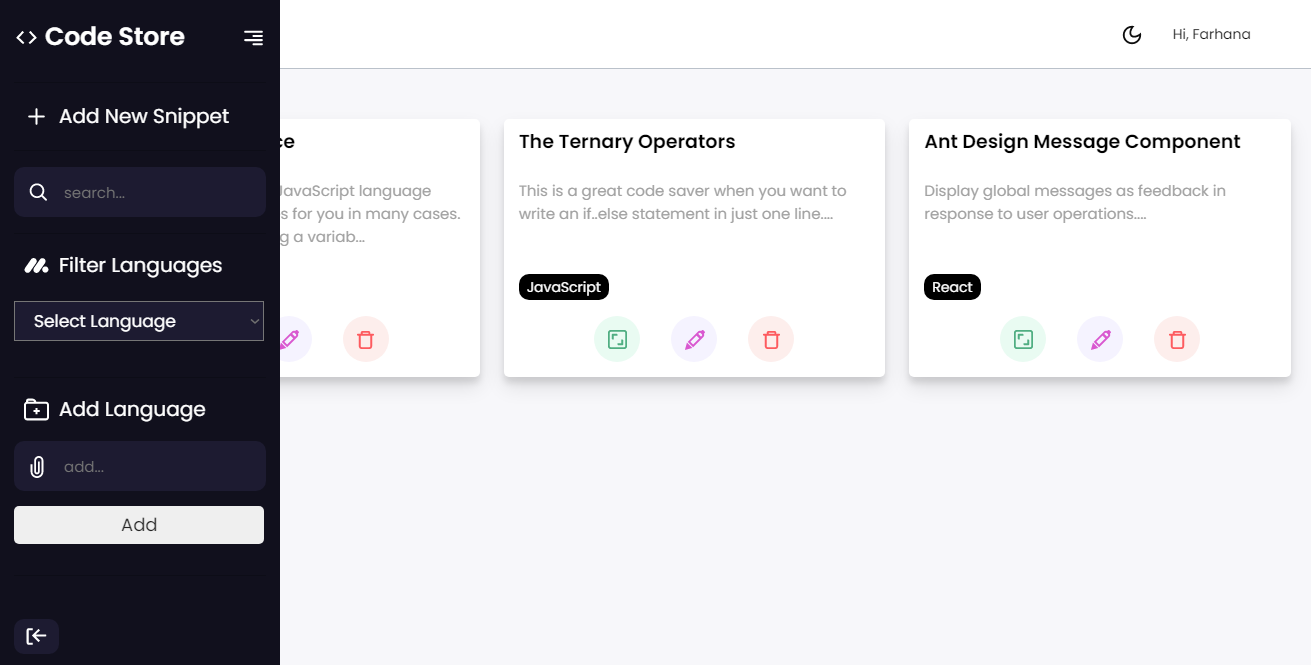 Code Store
Hi, Farhana
Add New Snippet
search...
Filter Languages
Select Language
Add Language
add...
Add
ce
JavaScript language
s for you in many cases.
g a variab...
The Ternary Operators
This is a great code saver when you want to
write an if..else statement in just one line....
JavaScript
Ant Design Message Component
Display global messages as feedback in
response to user operations....
React